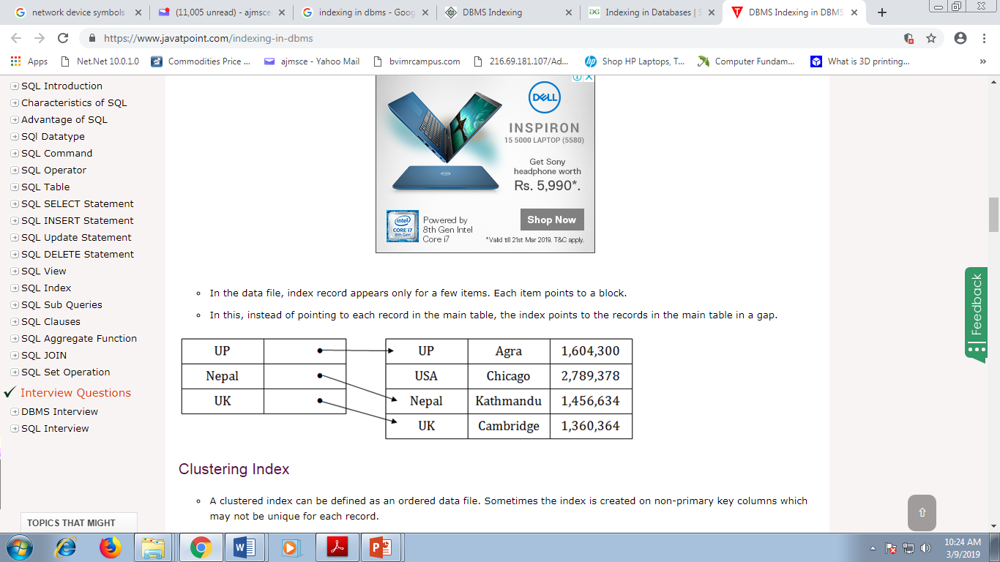 network device symbols
(11,005 unread) - ajmsce
indexing in dbms - Goog
DBMS Indexing
Indexing in Databases | S
DBMS Indexing in DBMS
https://www.javatpoint.com/indexing-in-dbms
Apps
Net.Net 10.0.1.0
Commodities Price ...
ajmsce - Yahoo Mail
bvimrcampus.com
216.69.181.107/Ad...
Shop HP Laptops, T...
Computer Fundam...
What is 3D printing...
»
SQL Introduction
Characteristics of SQL
Advantage of SQL
SQl Datatype
SQL Command
SQL Operator
SQL Table
SQL SELECT Statement
SQL INSERT Statement
SQL Update Statement
SQL DELETE Statement
SQL View
SQL Index
SQL Sub Queries
SQL Clauses
SQL Aggregate Function
SQL JOIN
SQL Set Operation
Interview Questions
DBMS Interview
SQL Interview
TOPICS THAT MIGHT
DELL
INSPIRON
15 5000 LAPTOP (5580)
Get Sony
headphone worth
Rs. 5,990*.
Shop Now
intel
CORE i7
8th Gen
Powered by
8th Gen Intel
Core i7
*Valid till 21st Mar 2019. T&C apply.
In the data file, index record appears only for a few items. Each item points to a block.
In this, instead of pointing to each record in the main table, the index points to the records in the main table in a gap.
UP UP Agra 1,604,300
Nepal USA Chicago 2,789,378
UK Nepal Kathmandu 1,456,634
UK Cambridge 1,360,364
Clustering Index
A clustered index can be defined as an ordered data file. Sometimes the index is created on non-primary key columns which
may not be unique for each record.
Feedback
10:24 AM
3/9/2019